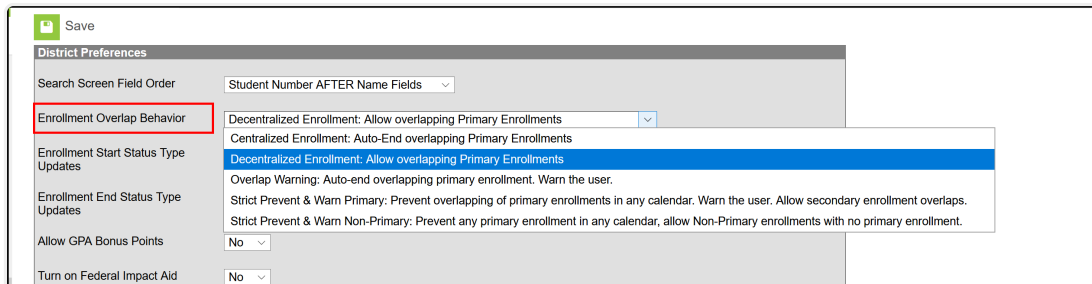 Save
District Preferences
Search Screen Field Order
Student Number AFTER Name Fields
Enrollment Overlap Behavior
Decentralized Enrollment: Allow overlapping Primary Enrollments
Centralized Enrollment: Auto-End overlapping Primary Enrollments
Decentralized Enrollment: Allow overlapping Primary Enrollments
Overlap Warning: Auto-end overlapping primary enrollment. Warn the user.
Strict Prevent & Warn Primary: Prevent overlapping of primary enrollments in any calendar. Warn the user. Allow secondary enrollment overlaps.
Strict Prevent & Warn Non-Primary: Prevent any primary enrollment in any calendar, allow Non-Primary enrollments with no primary enrollment.
Enrollment Start Status Type
Updates
Enrollment End Status Type
Updates
Allow GPA Bonus Points
No
Turn on Federal Impact Aid
No